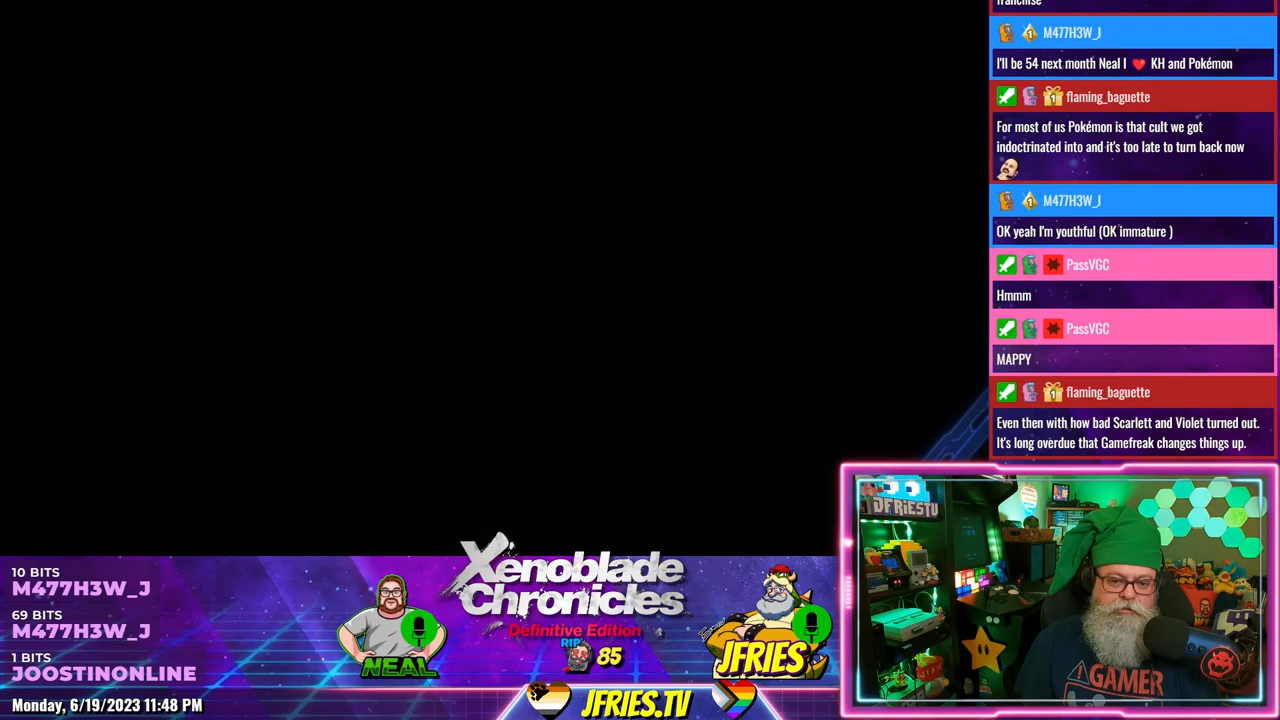 franchise
M477H3W_J
I'll be 54 next month Neal I ❤ KH and Pokémon
flaming_baguette
For most of us Pokémon is that cult we got
indoctrinated into and it's too late to turn back now
M477H3W_J
OK yeah I'm youthful (OK immature )
PassVGC
Hmmm
PassVGC
MAPPY
flaming_baguette
Even then with how bad Scarlett and Violet turned out.
It's long overdue that Gamefreak changes things up.
JFRIESTV
I GAMER
10 BITS
M477H3W_J
69 BITS
M477H3W_J
1 BITS
JOOSTINONLINE
Monday, 6/19/2023 11:48 PM
NEAL
Xenoblade
Chronicles
Definitive Edition
RIP
85
JFRIES
JFRIES.TV